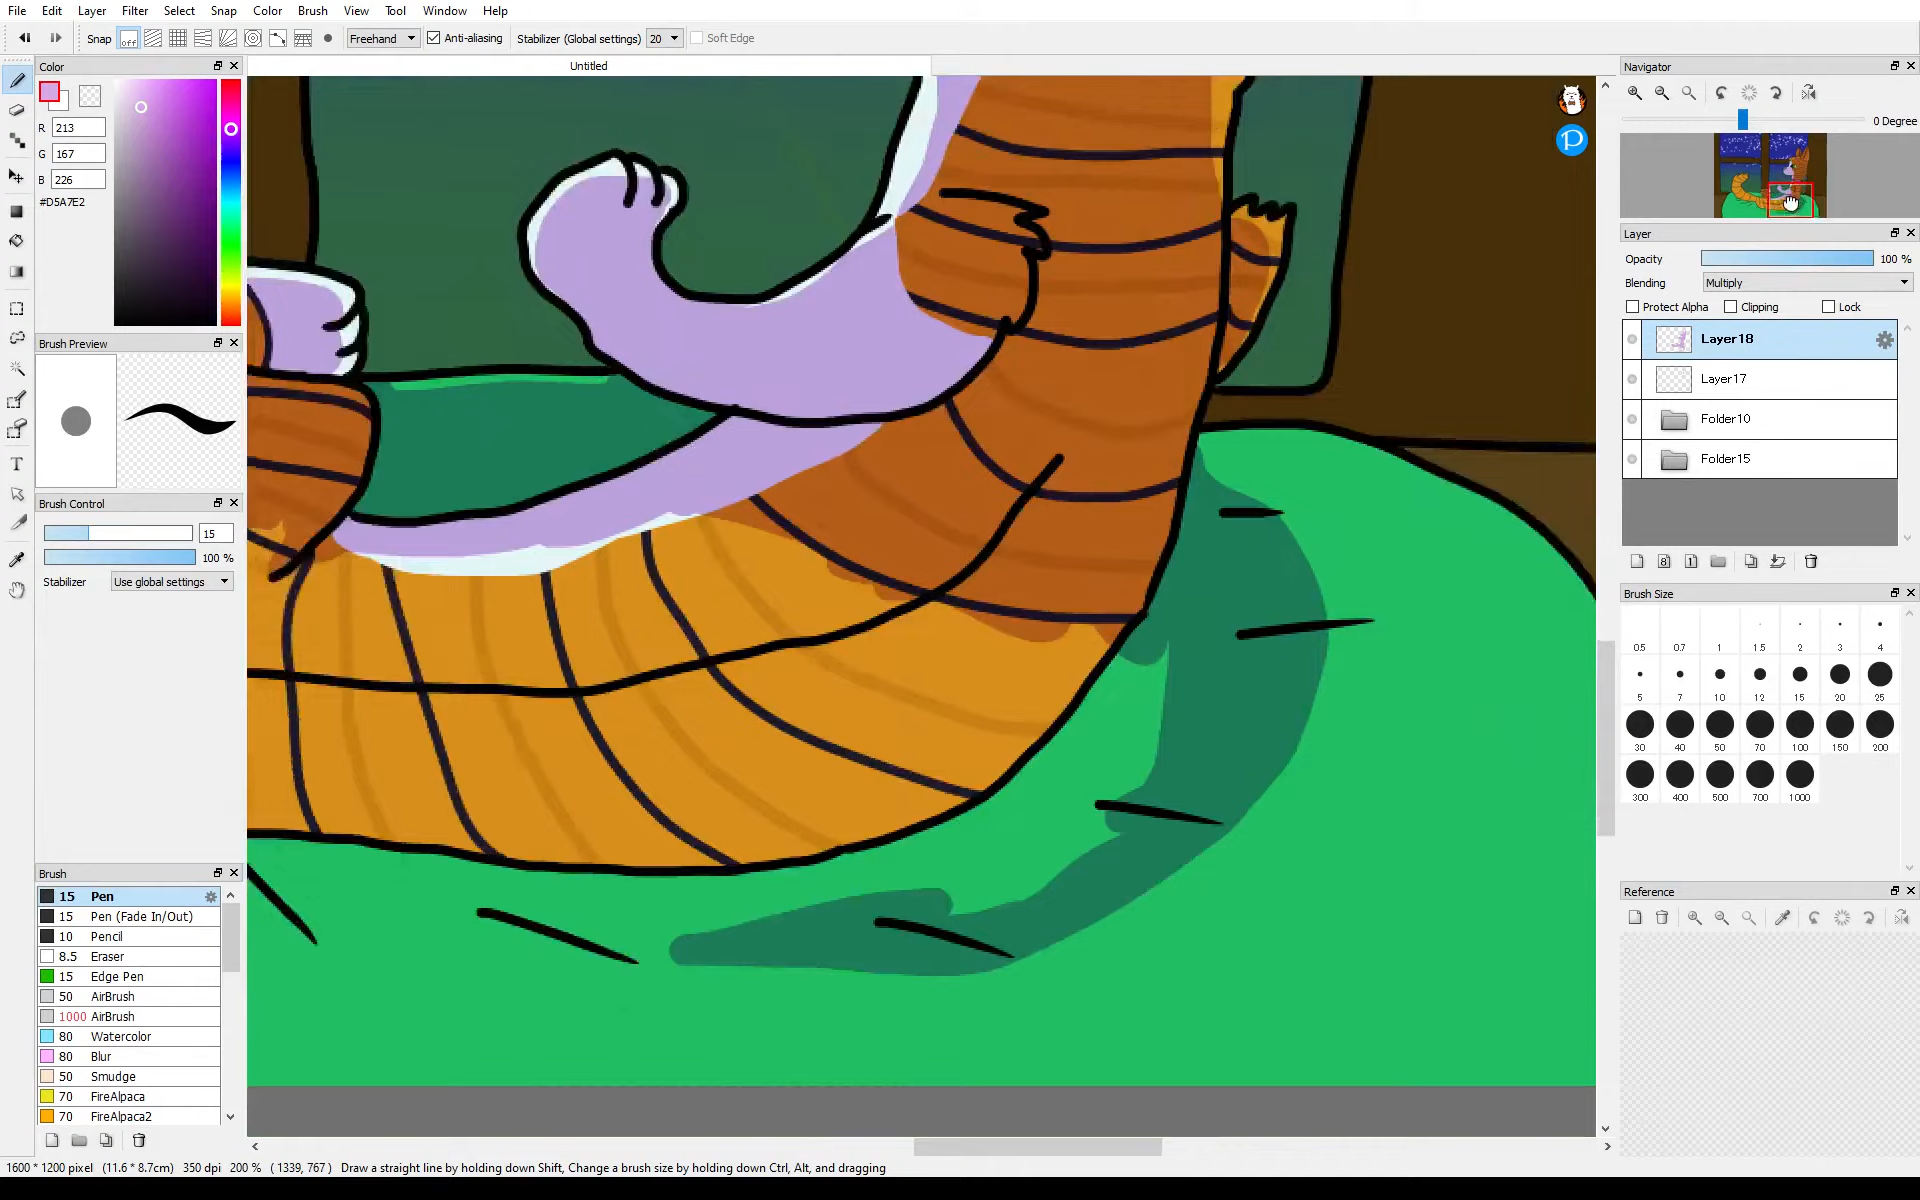 File Edit Layer Filter Select Snap Color Brush View Tool Window Help
Snap off Freehand Anti-aliasing Stabilizer (Global settings) 20 Soft Edge
Color
Untitled
Navigator
R 213
G 167
B 226
#D5A7E2
0 Degree
Layer
Opacity 100 %
Blending Multiply
Protect Alpha Clipping Lock
Layer18
Layer17
Folder10
Folder15
Brush Preview
Brush Control
15
100 %
Stabilizer Use global settings
Brush Size
0.5 0.7 1 1.5 2 3 4
5 7 10 12 15 20 25
30 40 50 70 100 150 200
300 400 500 700 1000
Brush
15 Pen
15 Pen (Fade In/Out)
10 Pencil
8.5 Eraser
15 Edge Pen
50 AirBrush
1000 AirBrush
80 Watercolor
80 Blur
50 Smudge
70 FireAlpaca
70 FireAlpaca2
Reference
1600 * 1200 pixel (11.6 * 8.7cm) 350 dpi 200 % ( 1339, 767 ) Draw a straight line by holding down Shift, Change a brush size by holding down Ctrl, Alt, and dragging